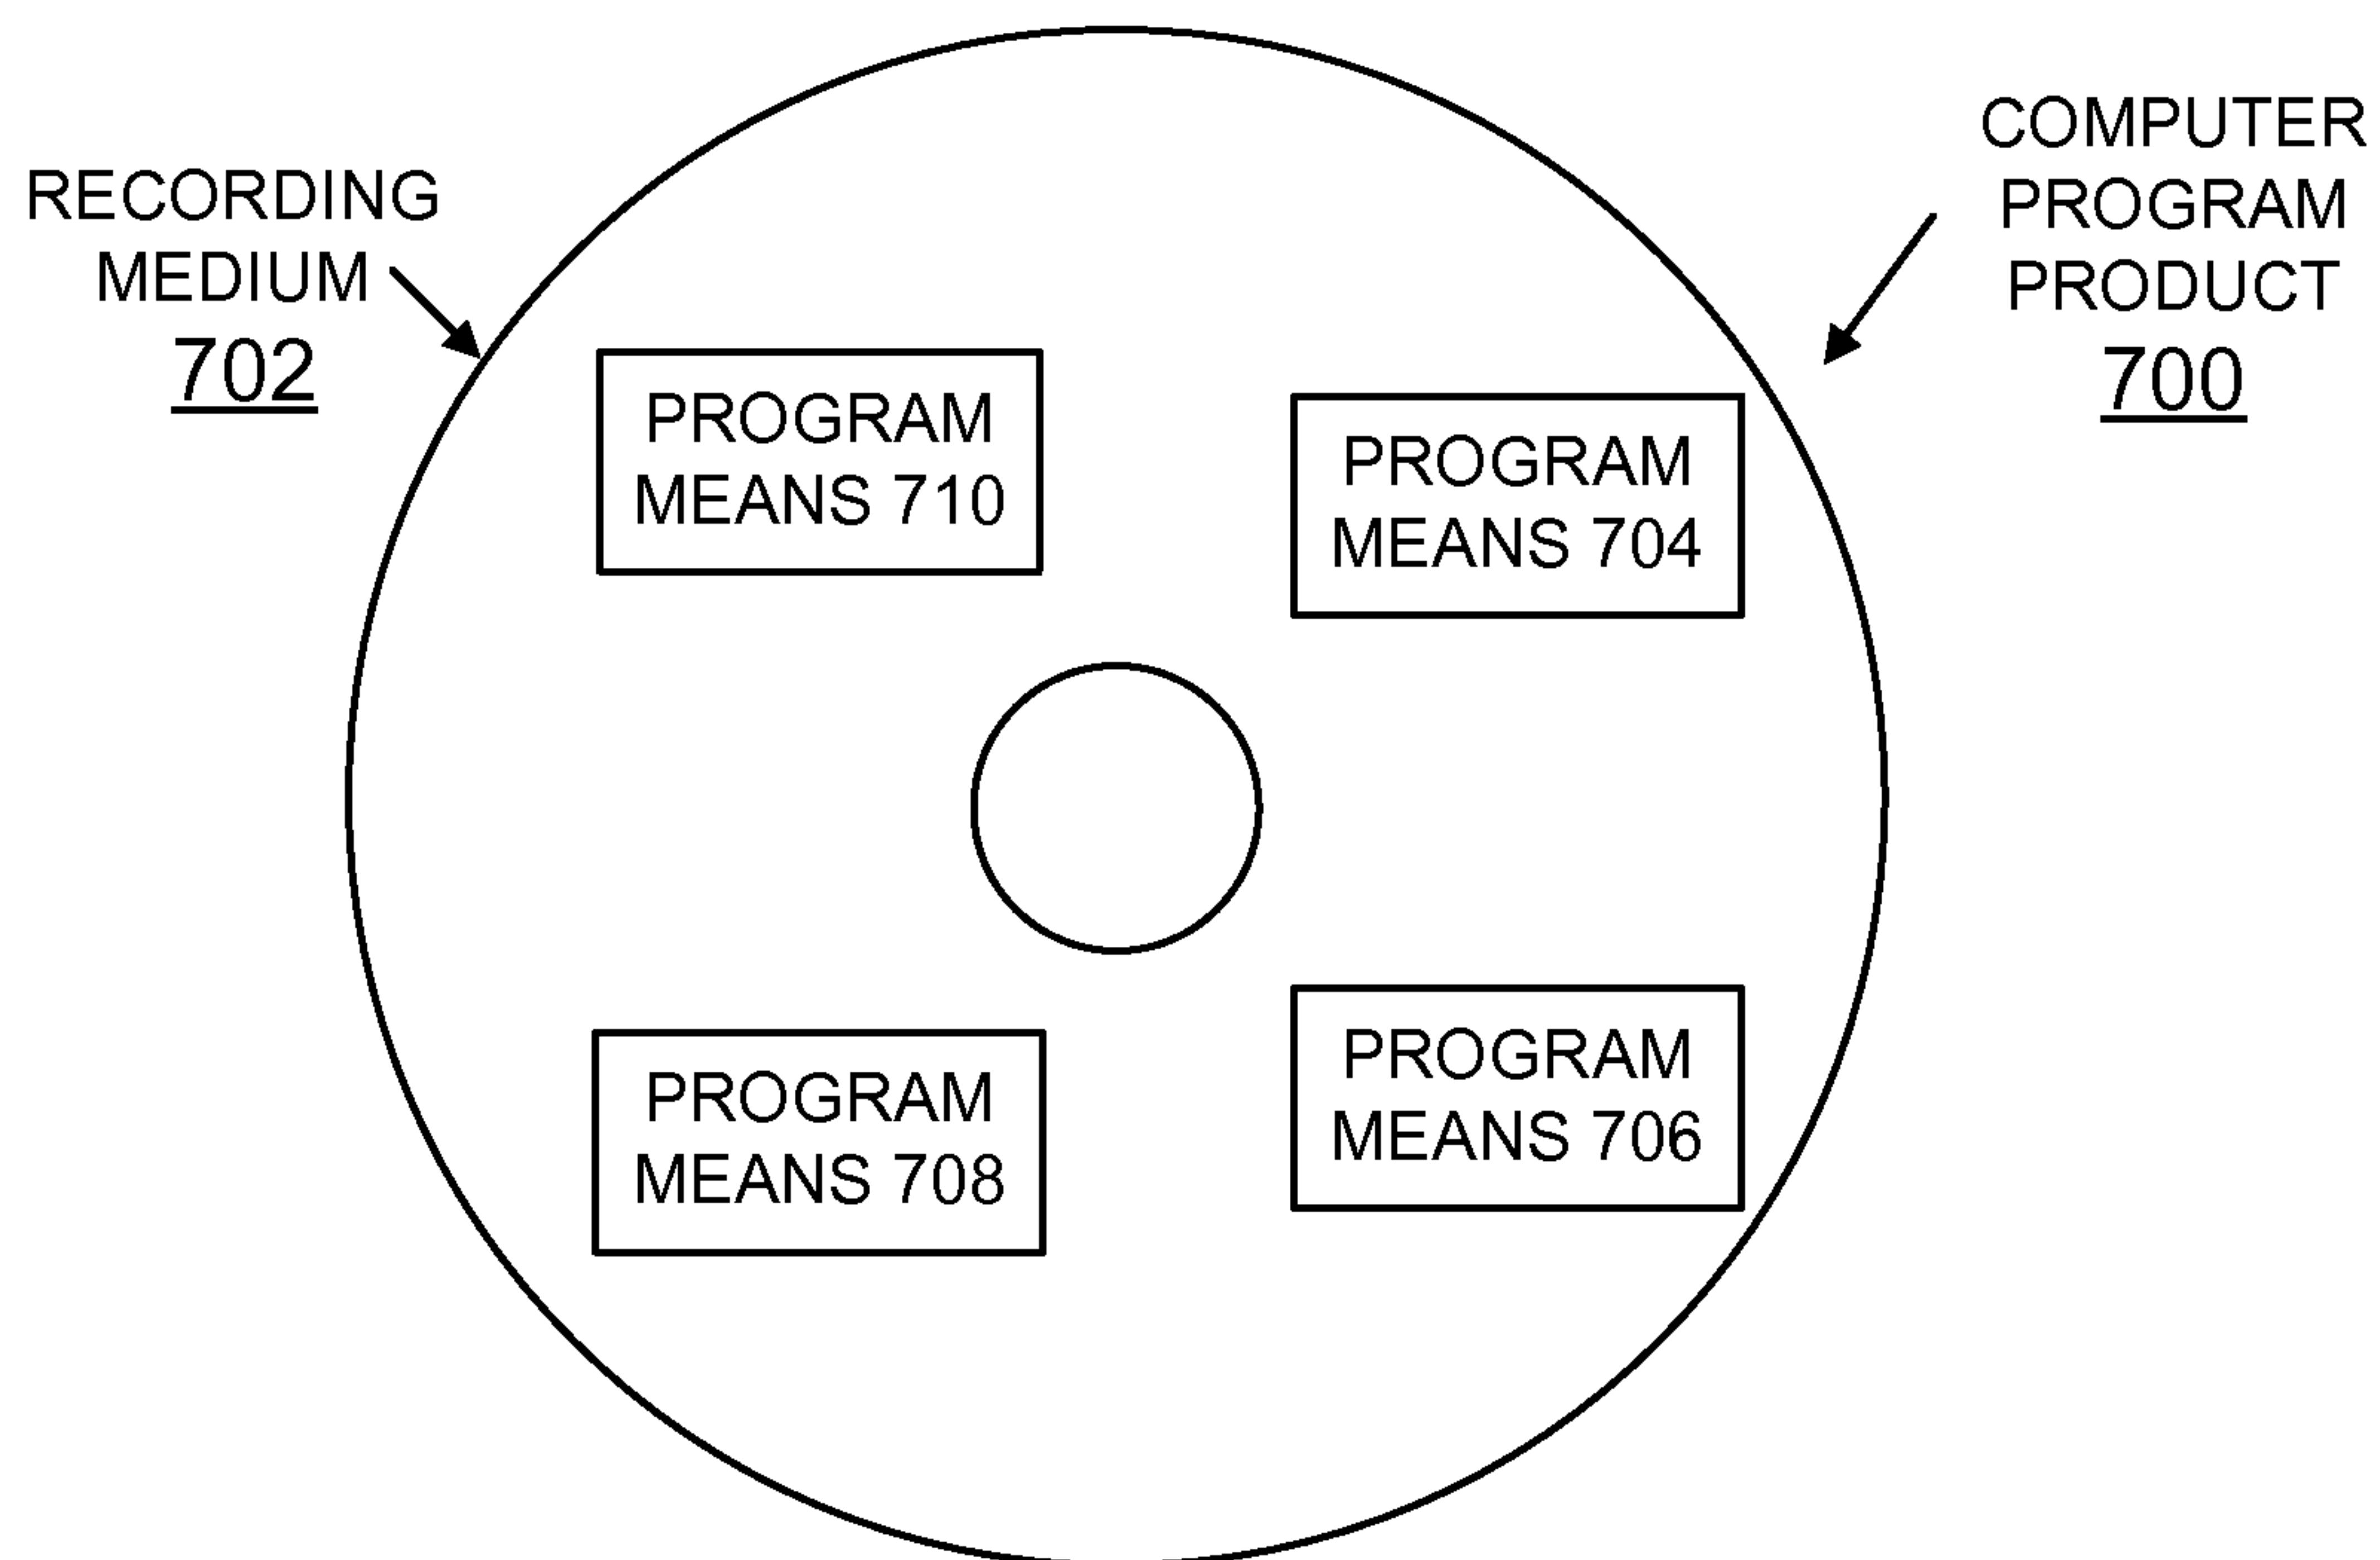 RECORDING
MEDIUM
702
COMPUTER
PROGRAM
PRODUCT
700
PROGRAM
MEANS 710
PROGRAM
MEANS 704
PROGRAM
MEANS 708
PROGRAM
MEANS 706